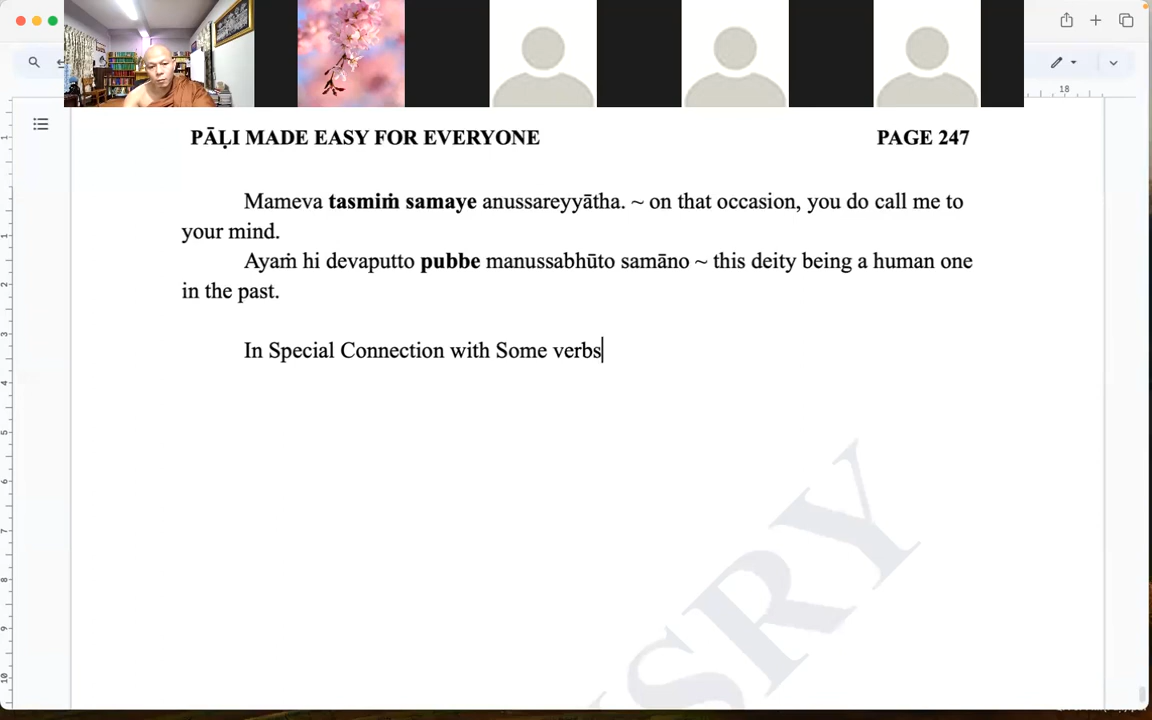 18
PĀḶI MADE EASY FOR EVERYONE PAGE 247
Mameva tasmiṁ samaye anussareyyātha. ~ on that occasion, you do call me to
your mind.
Ayaṁ hi devaputto pubbe manussabhūto samāno ~ this deity being a human one
in the past.
In Special Connection with Some verbs
SRY